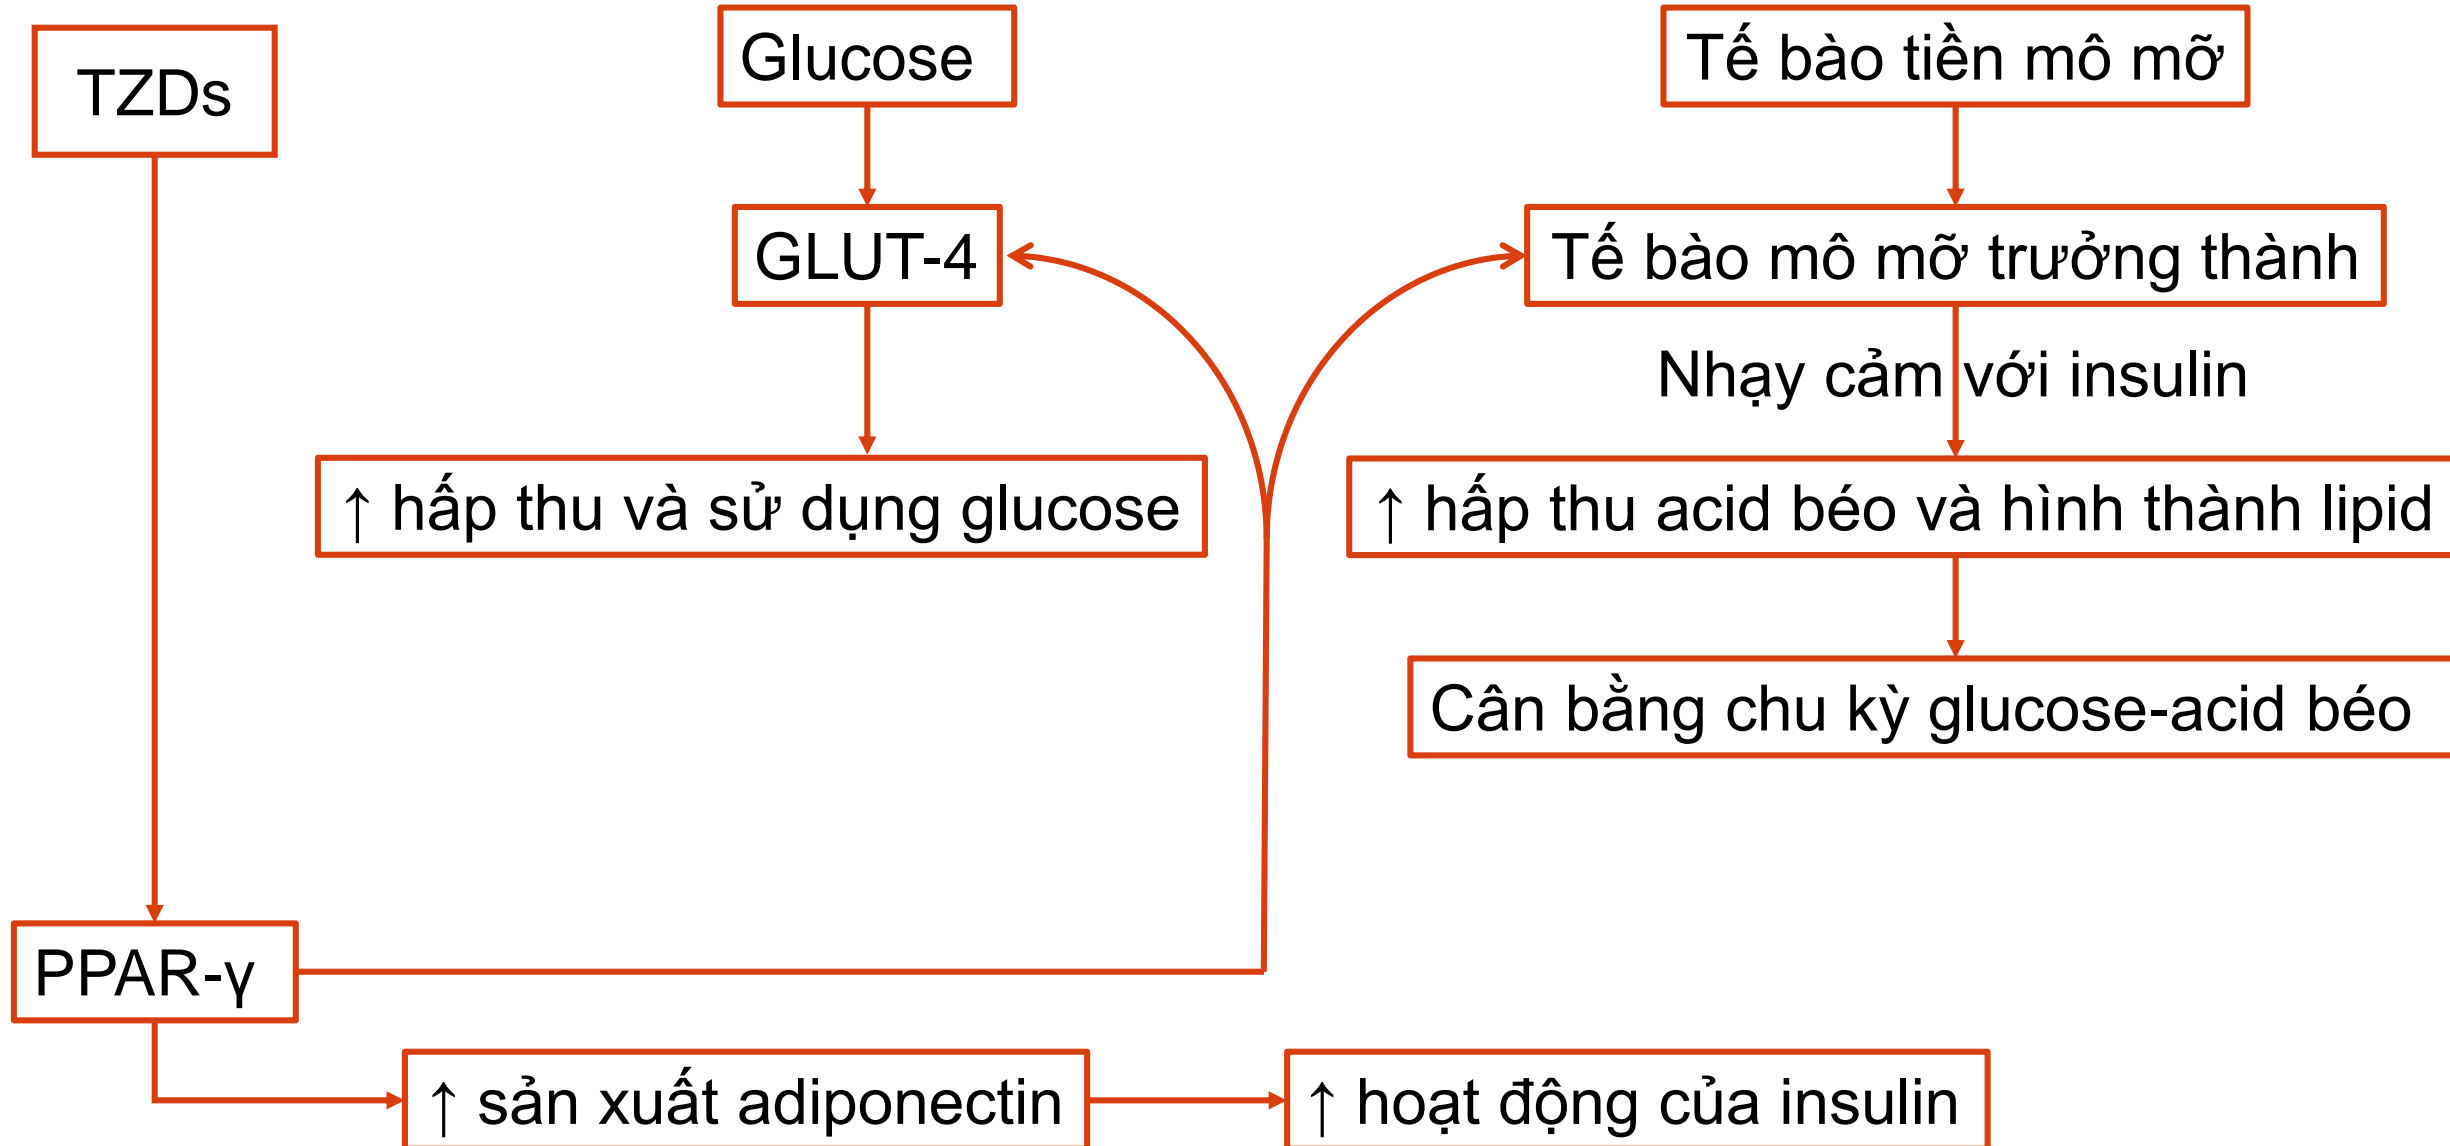 TZDs
Glucose
Tế bào tiền mô mỡ
GLUT-4
Tế bào mô mỡ trưởng thành
Nhạy cảm với insulin
↑ hấp thu và sử dụng glucose
↑ hấp thu acid béo và hình thành lipid
Cân bằng chu kỳ glucose-acid béo
PPAR-γ
↑ sản xuất adiponectin
↑ hoạt động của insulin